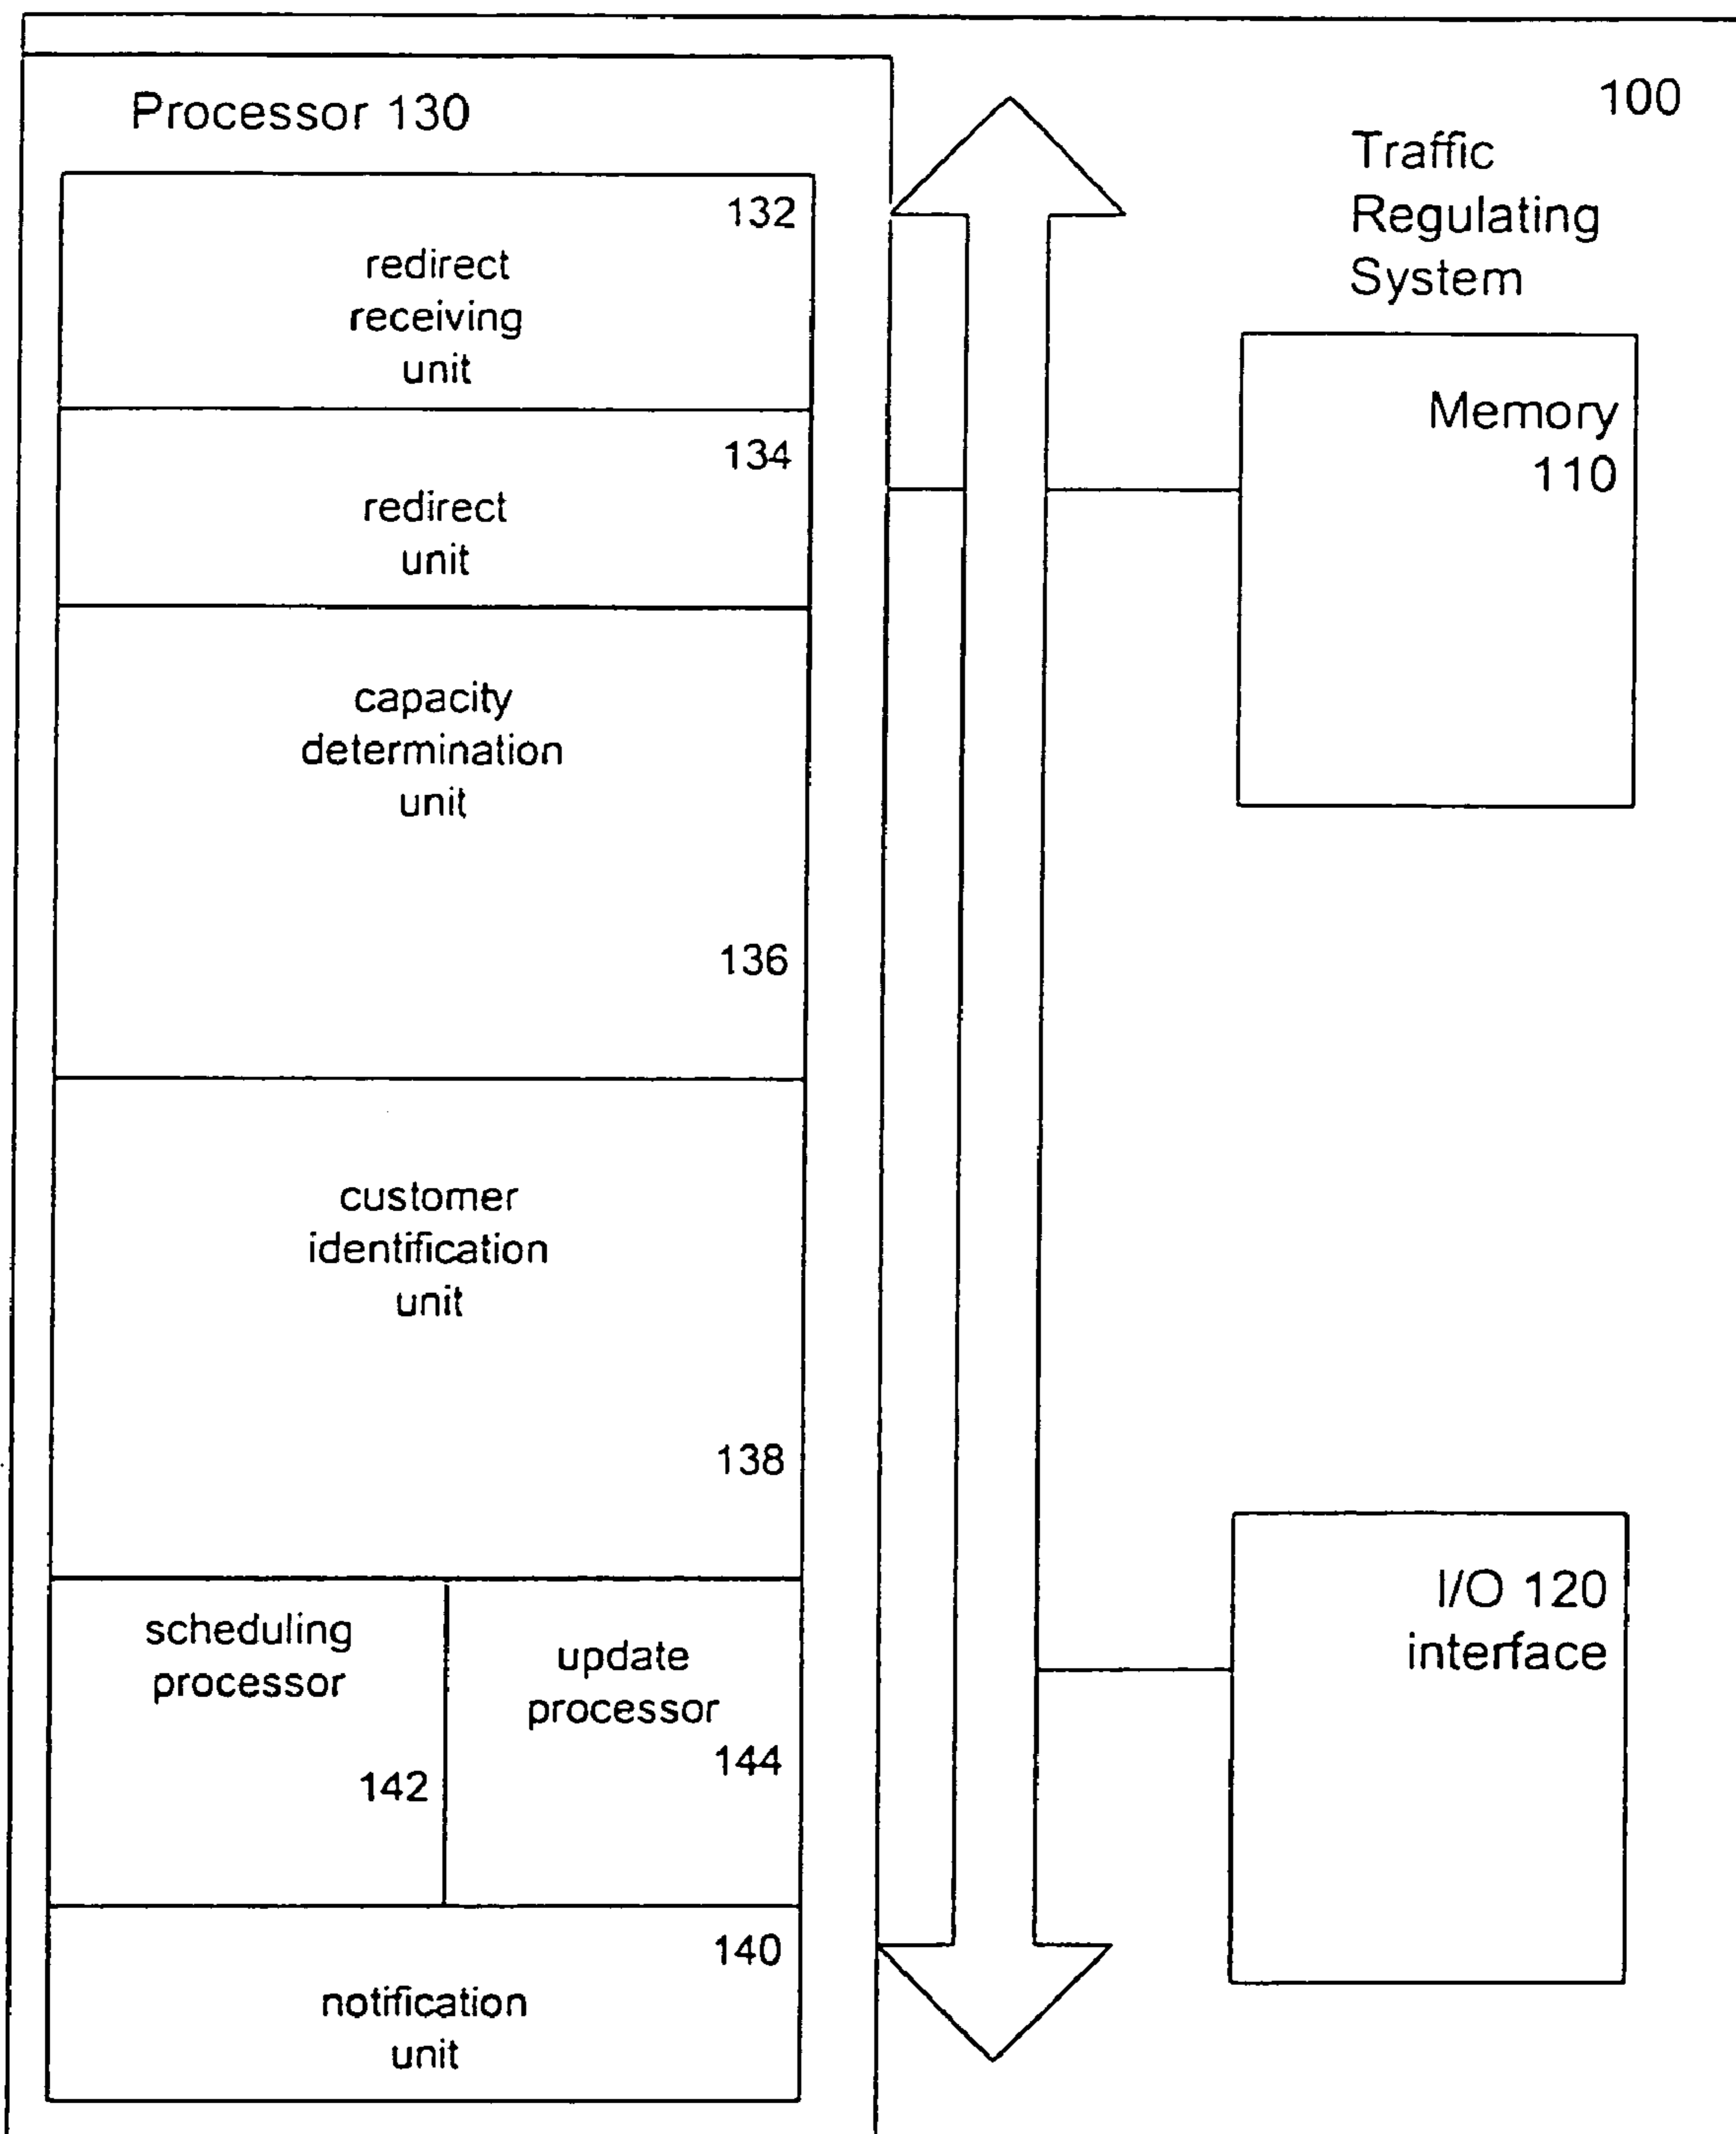 Processor 130
132
redirect
receiving
unit
134
redirect
unit
capacity
determination
unit
136
customer
identification
unit
138
scheduling
processor
142
update
processor
144
140
notification
unit
100
Traffic
Regulating
System
Memory
110
I/O 120
interface